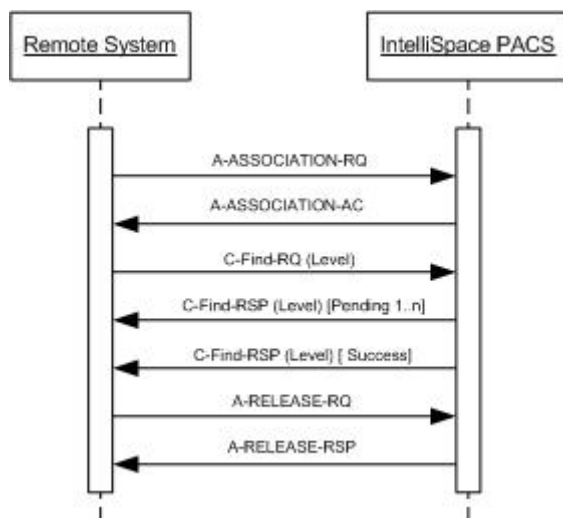 Remote System
IntelliSpace PACS
A-ASSOCIATION-RQ
A-ASSOCIATION-AC
C-Find-RQ (Level)
C-Find-RSP (Level) [Pending 1..n]
C-Find-RSP (Level) [ Success]
A-RELEASE-RQ
A-RELEASE-RSP